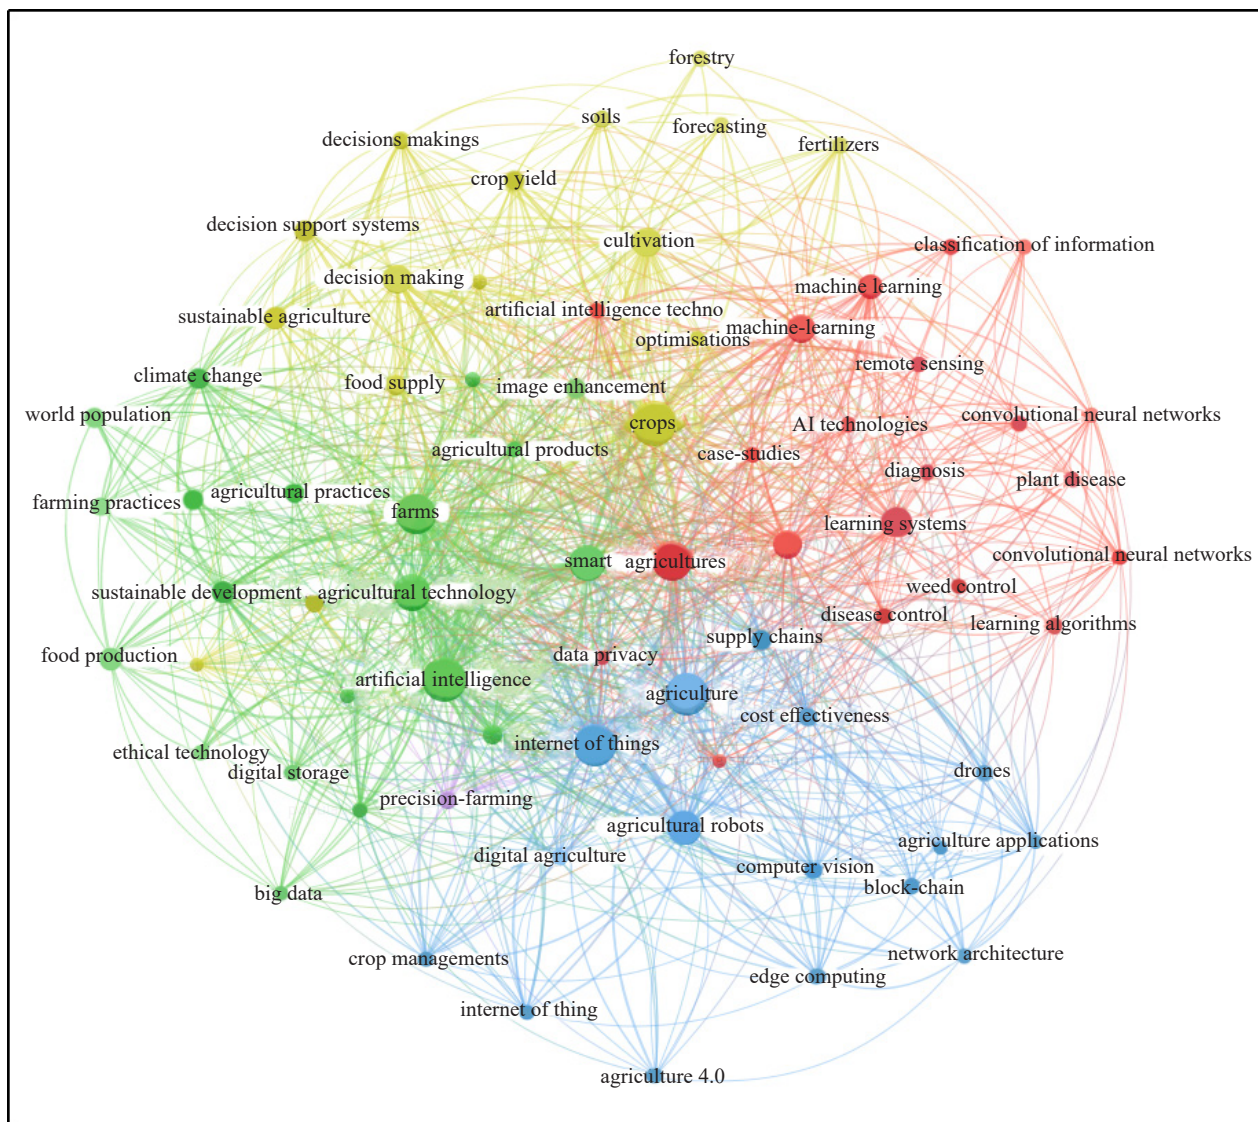 forestry
soils
forecasting
decisions makings
fertilizers
crop yield
decision support systems
cultivation
classification of information
decision making
machine learning
artificial intelligence techno
sustainable agriculture
machine-learning
optimisations
remote sensing
climate change
food supply
image enhancement
world population
crops
AI technologies
convolutional neural networks
agricultural products
case-studies
diagnosis
plant disease
agricultural practices
farming practices
farms
learning systems
smart
agricultures
convolutional neural networks
sustainable development
agricultural technology
weed control
disease control
learning algorithms
supply chains
food production
data privacy
artificial intelligence
agriculture
cost effectiveness
internet of things
ethical technology
digital storage
drones
precision-farming
agricultural robots
agriculture applications
digital agriculture
computer vision
block-chain
big data
crop managements
network architecture
edge computing
internet of thing
agriculture 4.0